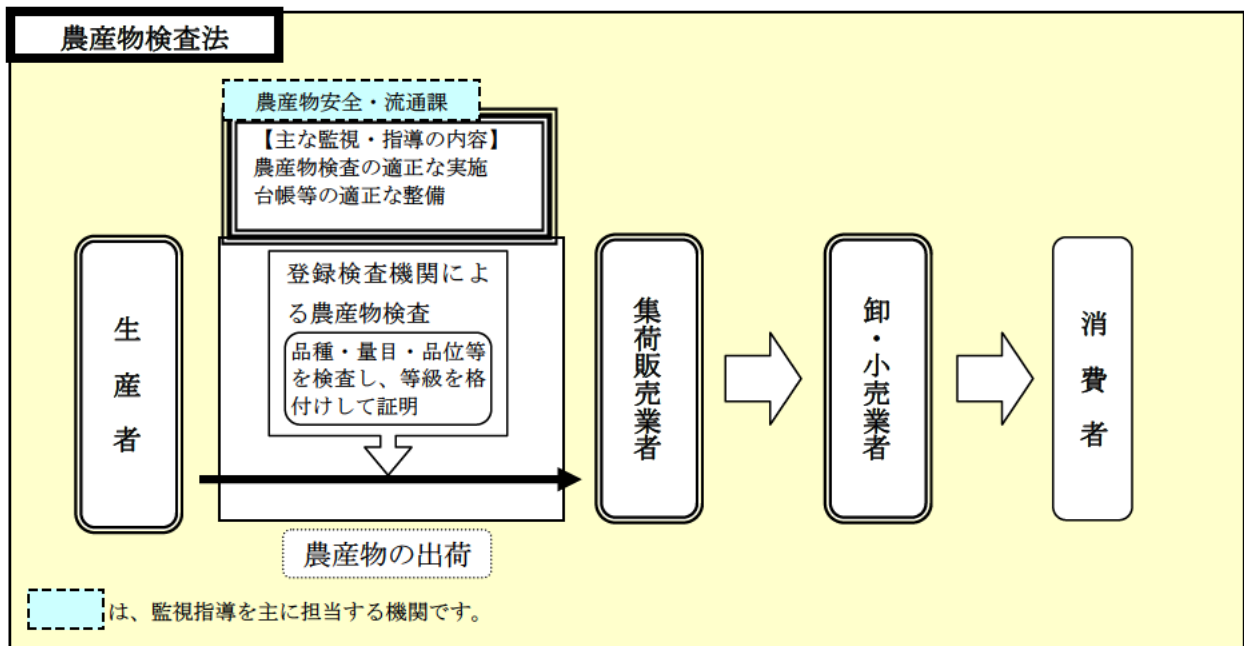 農産物検査法
農産物安全・流通課
【主な監視・指導の内容】
農産物検査の適正な実施
台帳等の適正な整備
生産者
登録検査機関によ
る農産物検査
品種・量目・品位等
を検査し、等級を格
付けして証明
集荷販売業者
卸・小売業者
消費者
農産物の出荷
は、監視指導を主に担当する機関です。